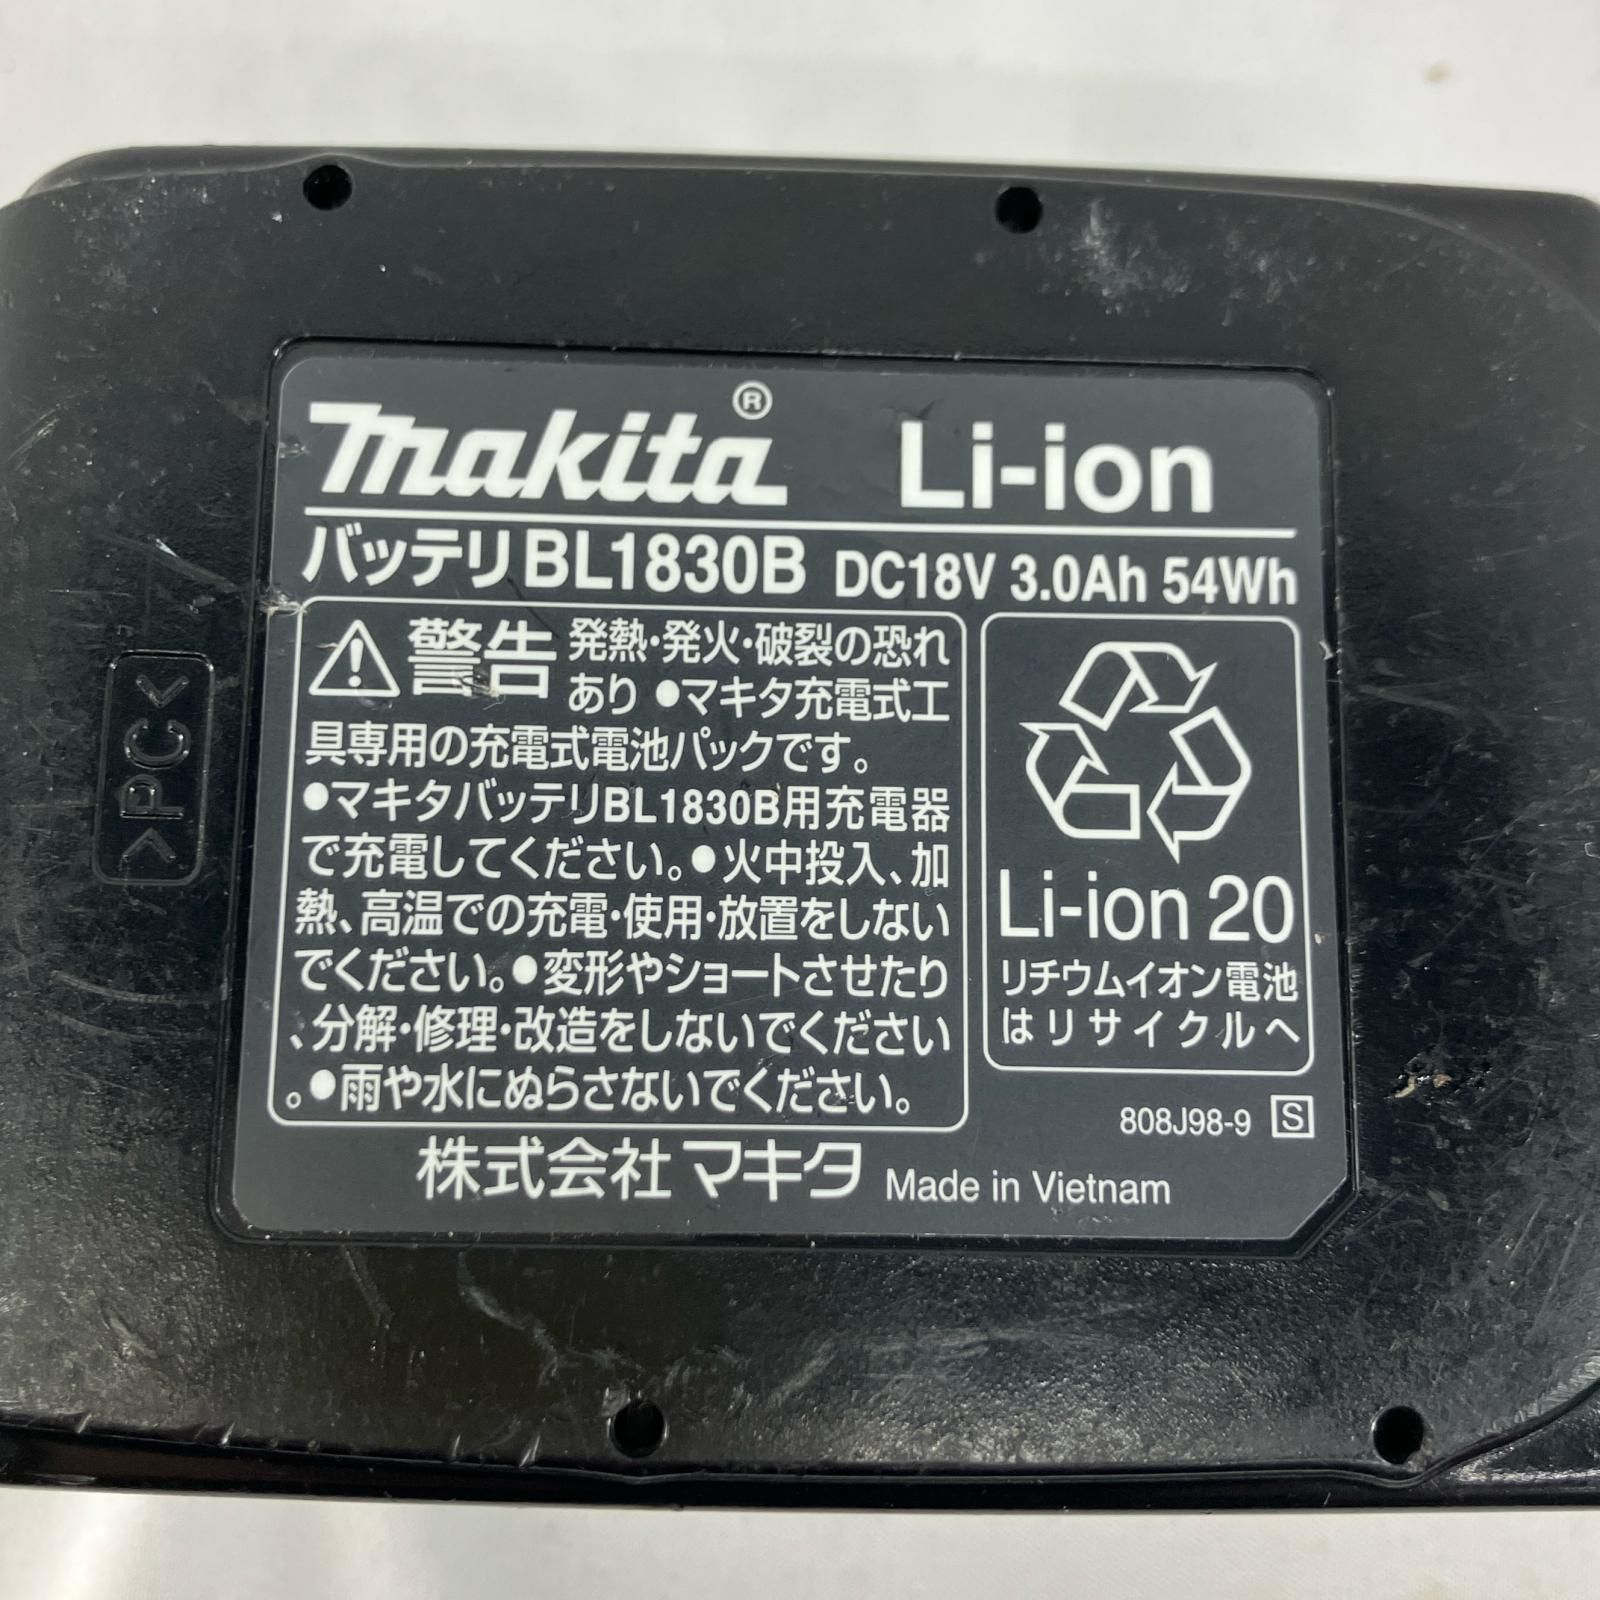 makita® Li-ion
バッテリBL1830B DC18V 3.0Ah 54Wh
警告 発熱・発火・破裂の恐れ
あり ●マキタ充電式工
具専用の充電式電池パックです。
●マキタバッテリBL1830B用充電器
で充電してください。●火中投入、加
熱、高温での充電・使用・放置をしない
でください。●変形やショートさせたり
、分解・修理・改造をしないでください
。●雨や水にぬらさないでください。
Li-ion 20
リチウムイオン電池
はリサイクルへ
808J98-9 S
株式会社マキタ Made in Vietnam
>PC<